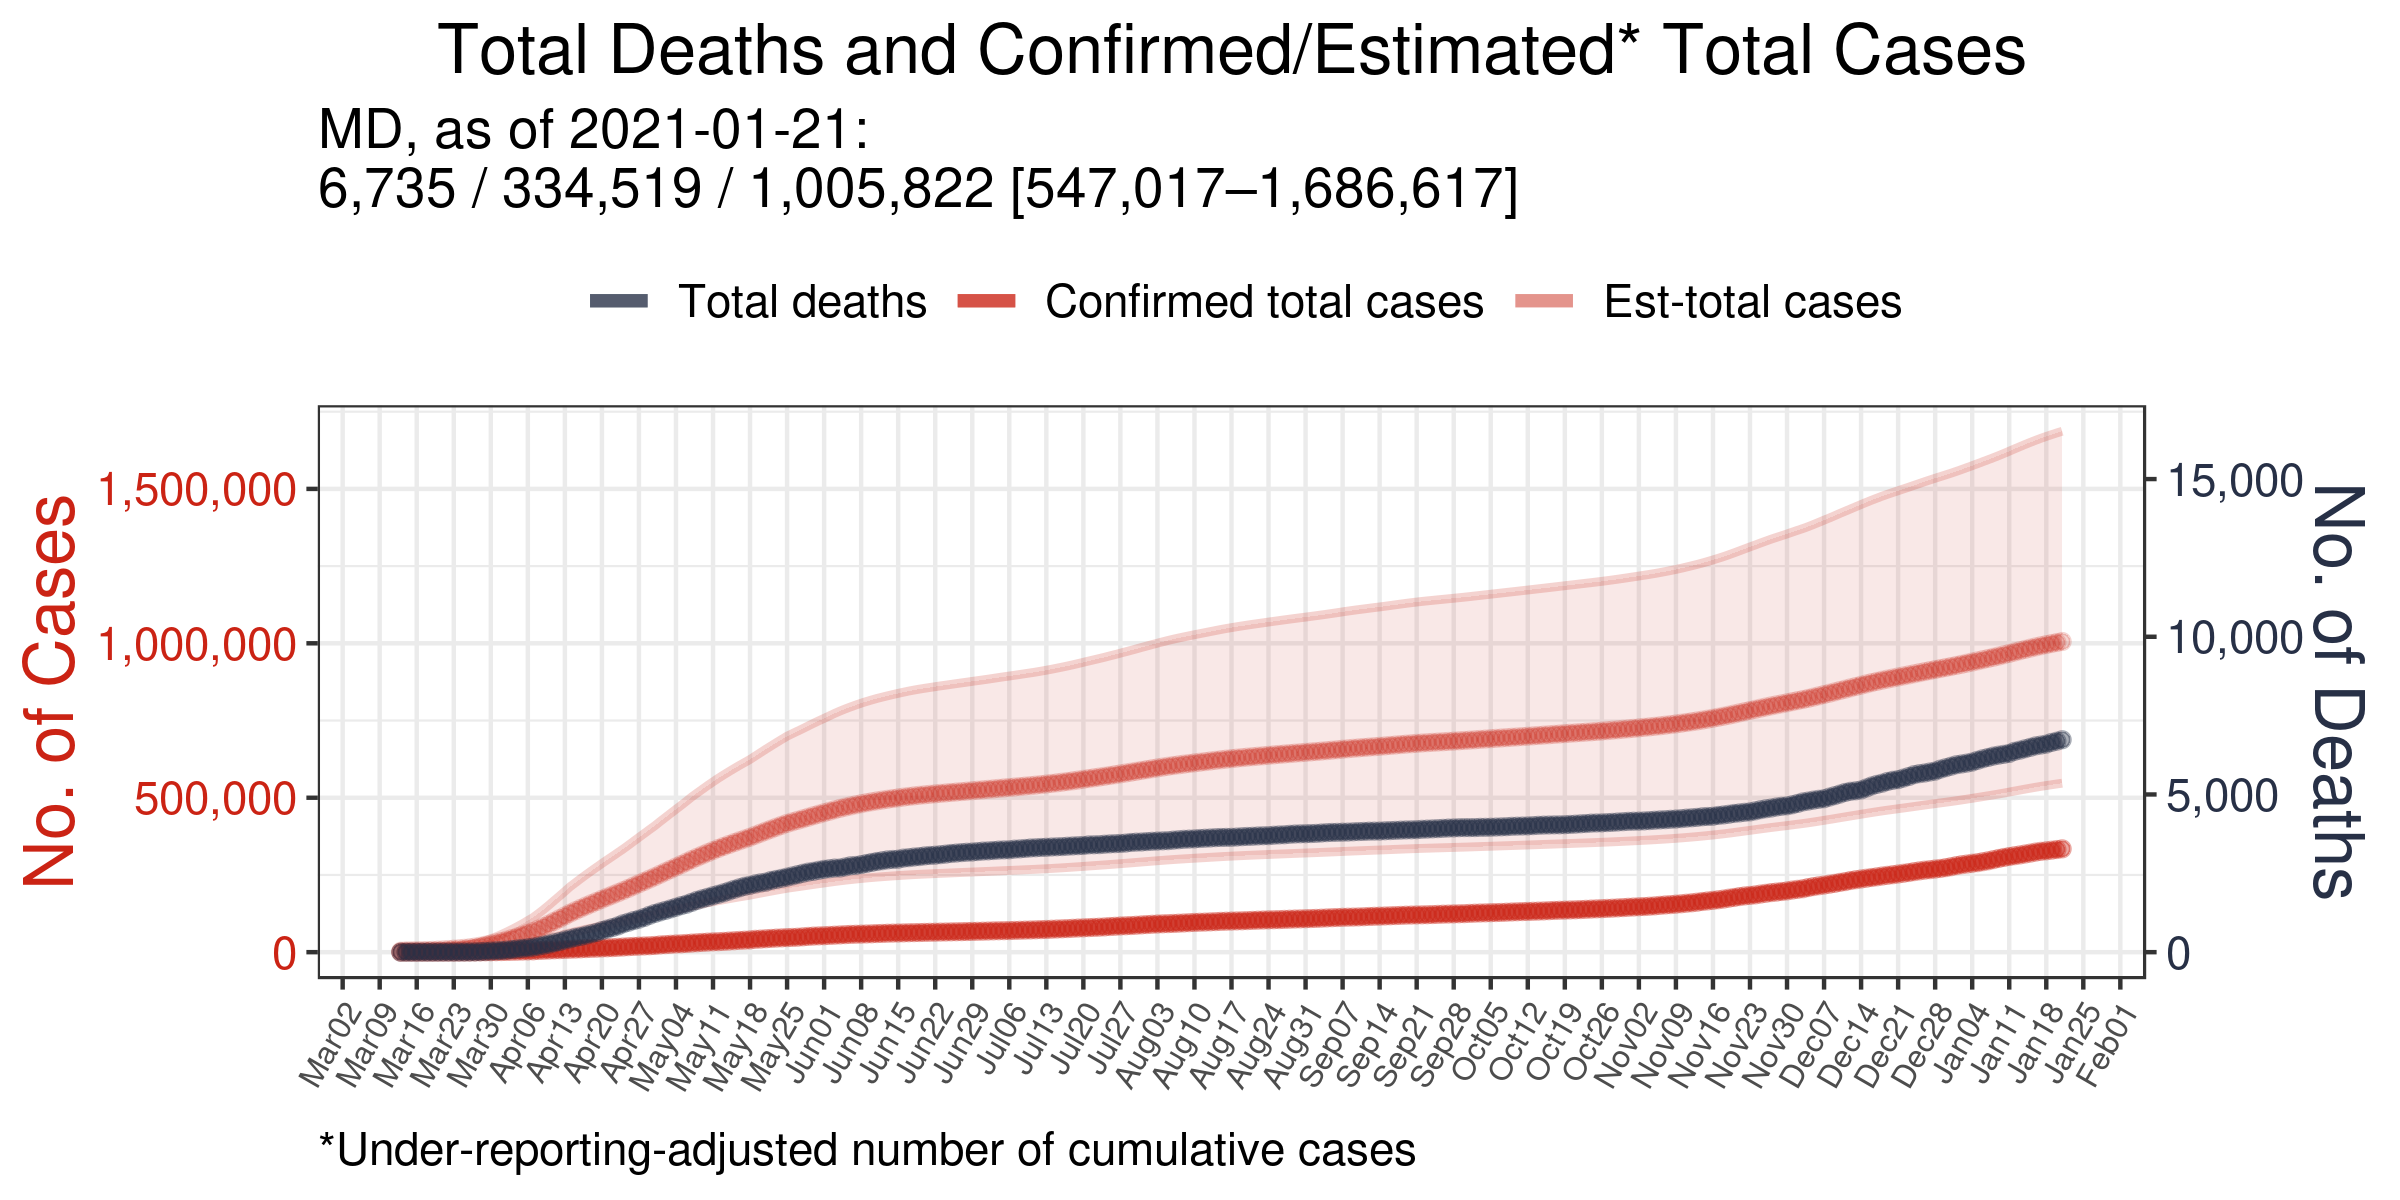 Total Deaths and Confirmed/Estimated* Total Cases
MD, as of 2021-01-21:
6,735 / 334,519 / 1,005,822 [547,017–1,686,617]
Total deaths
Confirmed total cases
Est-total cases
No. of Cases
1,500,000
1,000,000
500,000
0
15,000
10,000
5,000
0
No. of Deaths
Mar02
Mar09
Mar16
Mar23
Mar30
Apr06
Apr13
Apr20
Apr27
May04
May11
May18
May25
Jun01
Jun08
Jun15
Jun22
Jun29
Jul06
Jul13
Jul20
Jul27
Aug03
Aug10
Aug17
Aug24
Aug31
Sep07
Sep14
Sep21
Sep28
Oct05
Oct12
Oct19
Oct26
Nov02
Nov09
Nov16
Nov23
Nov30
Dec07
Dec14
Dec21
Dec28
Jan04
Jan11
Jan18
Jan25
Feb01
*Under-reporting-adjusted number of cumulative cases